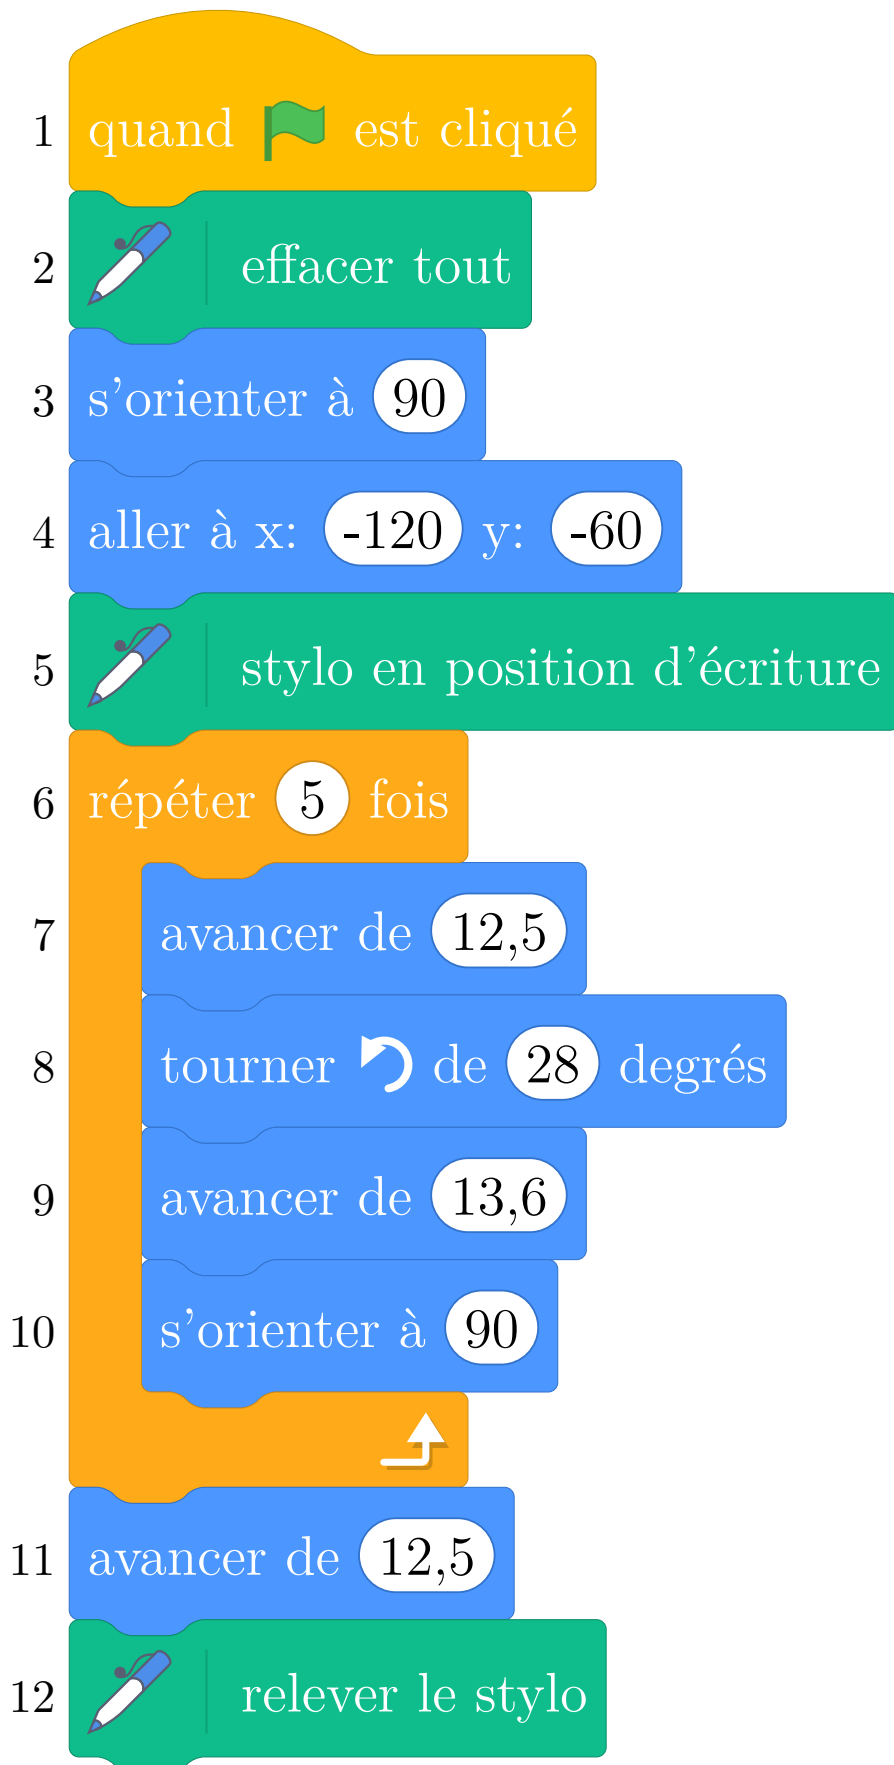 1 quand est cliqué
2 effacer tout
3 s'orienter à 90
4 aller à x: -120 y: -60
5 stylo en position d'écriture
6 répéter 5 fois
7 avancer de 12,5
8 tourner de 28 degrés
9 avancer de 13,6
10 s'orienter à 90
11 avancer de 12,5
12 relever le stylo